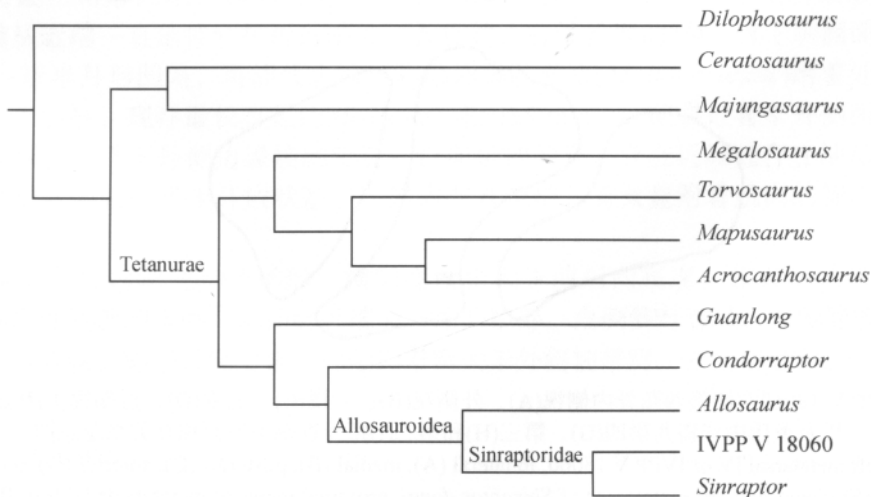 Dilophosaurus
Ceratosaurus
Majungasaurus
Megalosaurus
Torvosaurus
Tetanurae
Mapusaurus
Acrocanthosaurus
Guanlong
Condorraptor
Allosaurus
Allosauroidea
IVPP V 18060
Sinraptoridae
Sinraptor